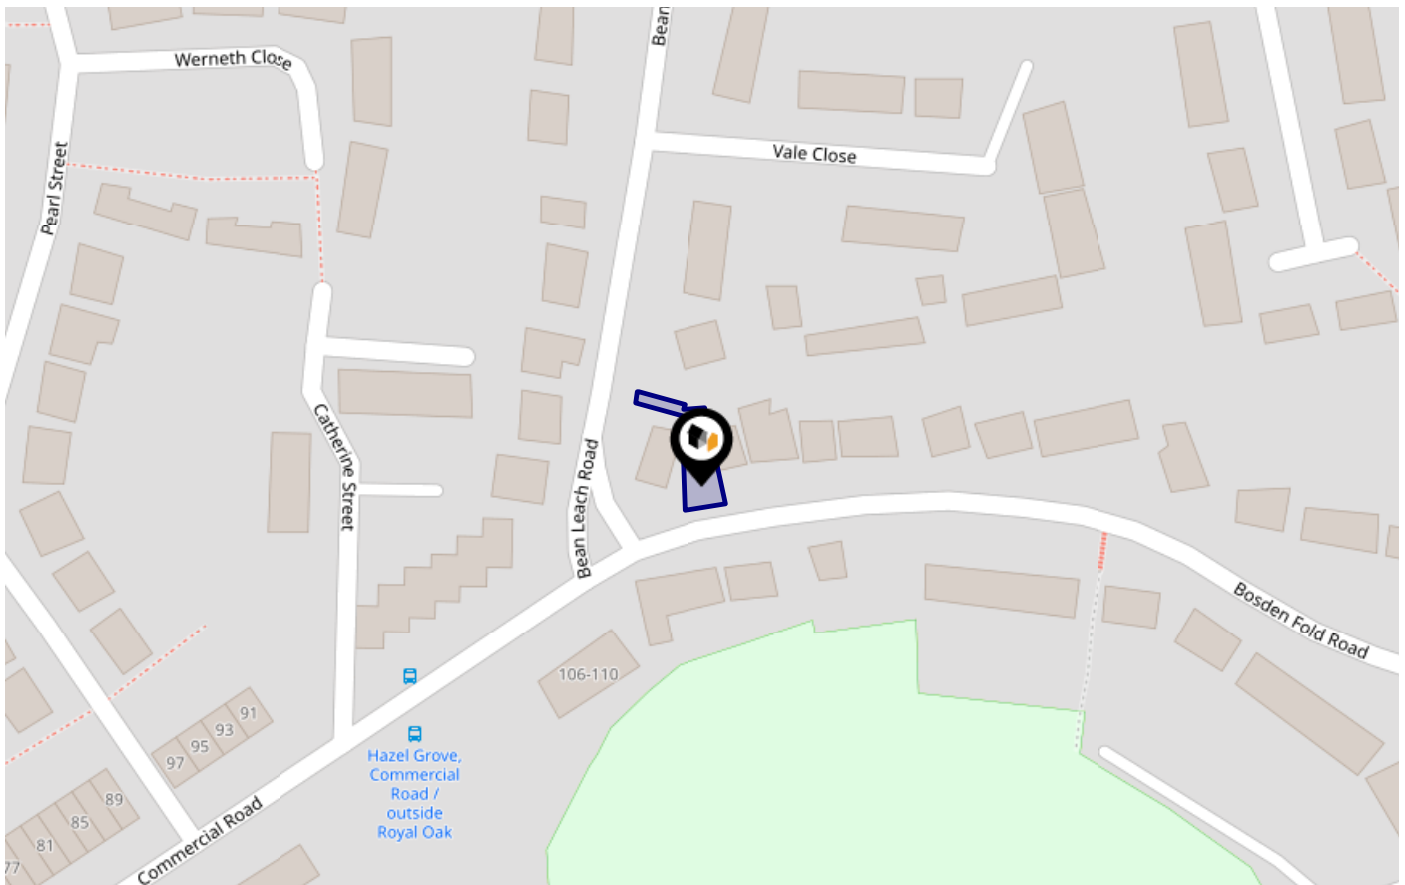 Bean
Werneth Close
Vale Close
Pearl Street
Catherine Street
Bean Leach Road
Bosden Fold Road
106-110
91
93
95
97
Hazel Grove,
Commercial
Road /
outside
Royal Oak
89
85
81
77
Commercial Road